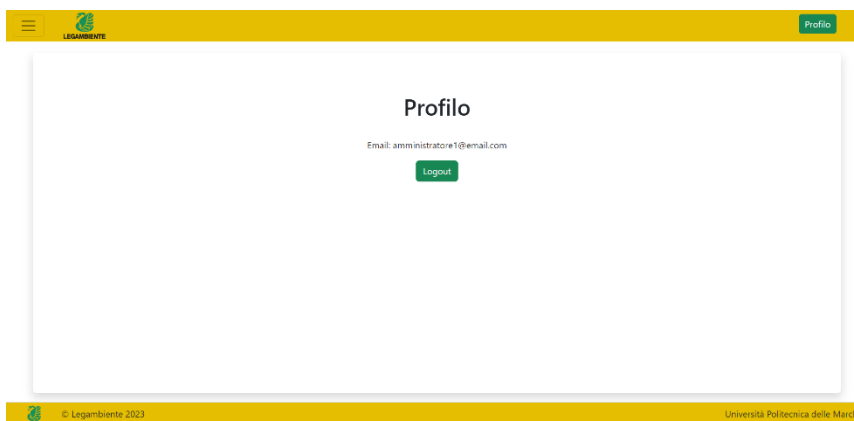 LEGAMBIENTE
Profilo
Profilo
Email: amministratore1@email.com
Logout
© Legambiente 2023
Università Politecnica delle Marc